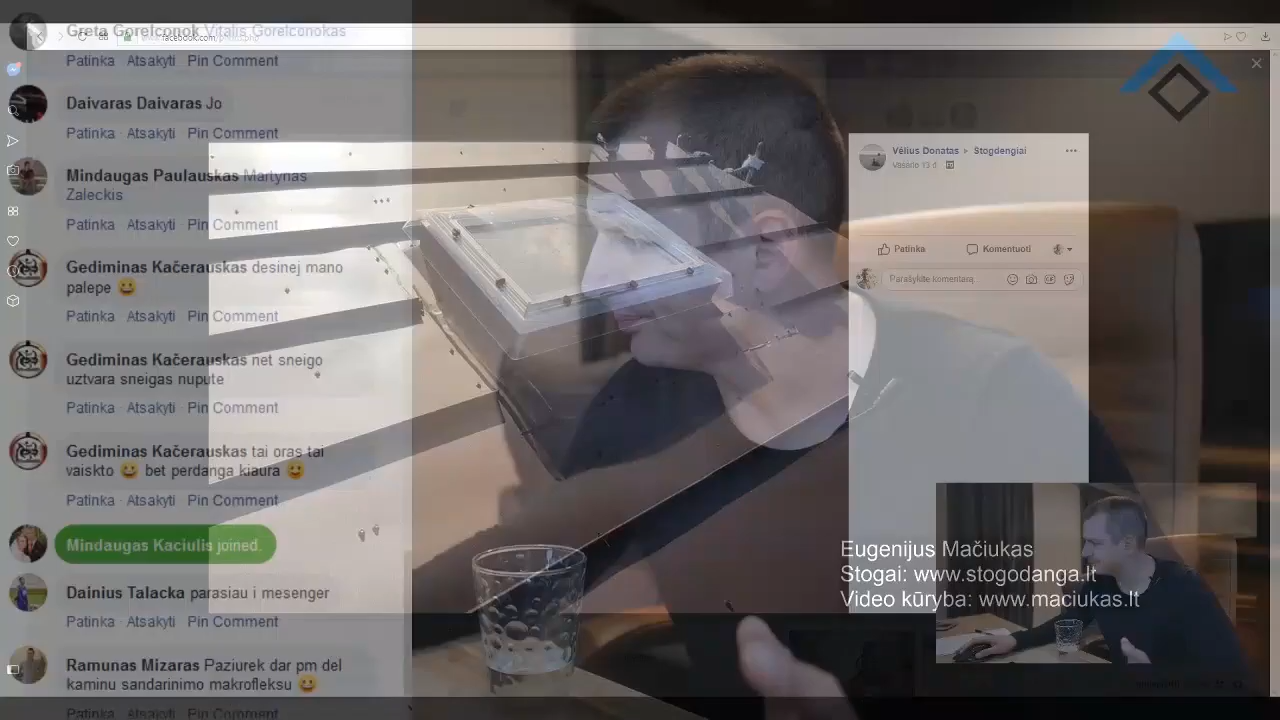 Greta Gorelconok Vitalis Gorelconokas
Patinka · Atsakyti · Pin Comment
Daivaras Daivaras Jo
Patinka · Atsakyti · Pin Comment
Mindaugas Paulauskas Martynas
Zaleckis
Patinka · Atsakyti · Pin Comment
Gediminas Kačerauskas desinej mano
palepe 😀
Patinka · Atsakyti · Pin Comment
Gediminas Kačerauskas net sneigo
uztvara sneigas nupute
Patinka · Atsakyti · Pin Comment
Gediminas Kačerauskas tai oras tai
vaiskto 😀 bet perdanga kiaura 😀
Patinka · Atsakyti · Pin Comment
Mindaugas Kaciulis joined.
Dainius Talacka parasiau i mesenger
Patinka · Atsakyti · Pin Comment
Ramunas Mizaras Paziurek dar pm del
kaminu sandarinimo makrofleksu 😀
Patinka · Atsakyti · Pin Comment
Vėlius Donatas ▸ Stogdengiai
Vasario 13 d.
Patinka
Komentuoti
Parašykite komentarą...
Eugenijus Mačiukas
Stogai: www.stogodanga.lt
Video kūryba: www.maciukas.lt